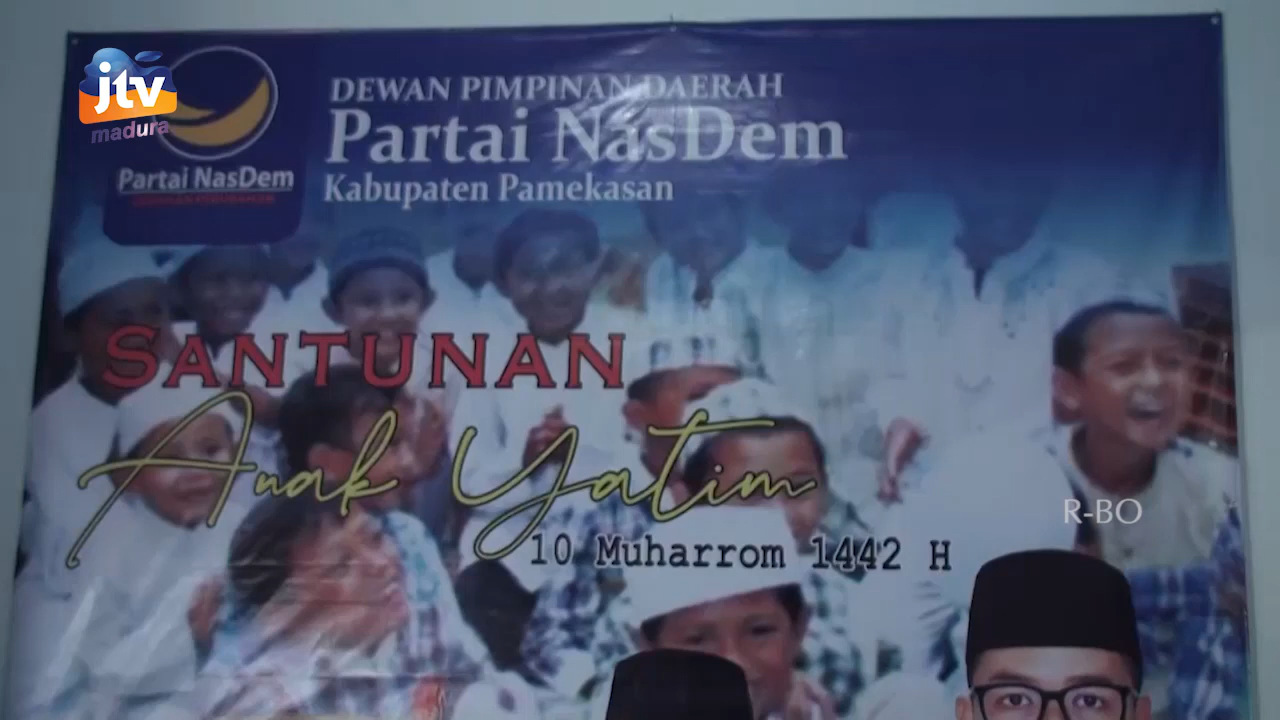 jtv
madura
Partai NasDem
DEWAN PIMPINAN DAERAH
Partai NasDem
Kabupaten Pamekasan
SANTUNAN
Anak Yatim
10 Muharrom 1442 H
R-BO